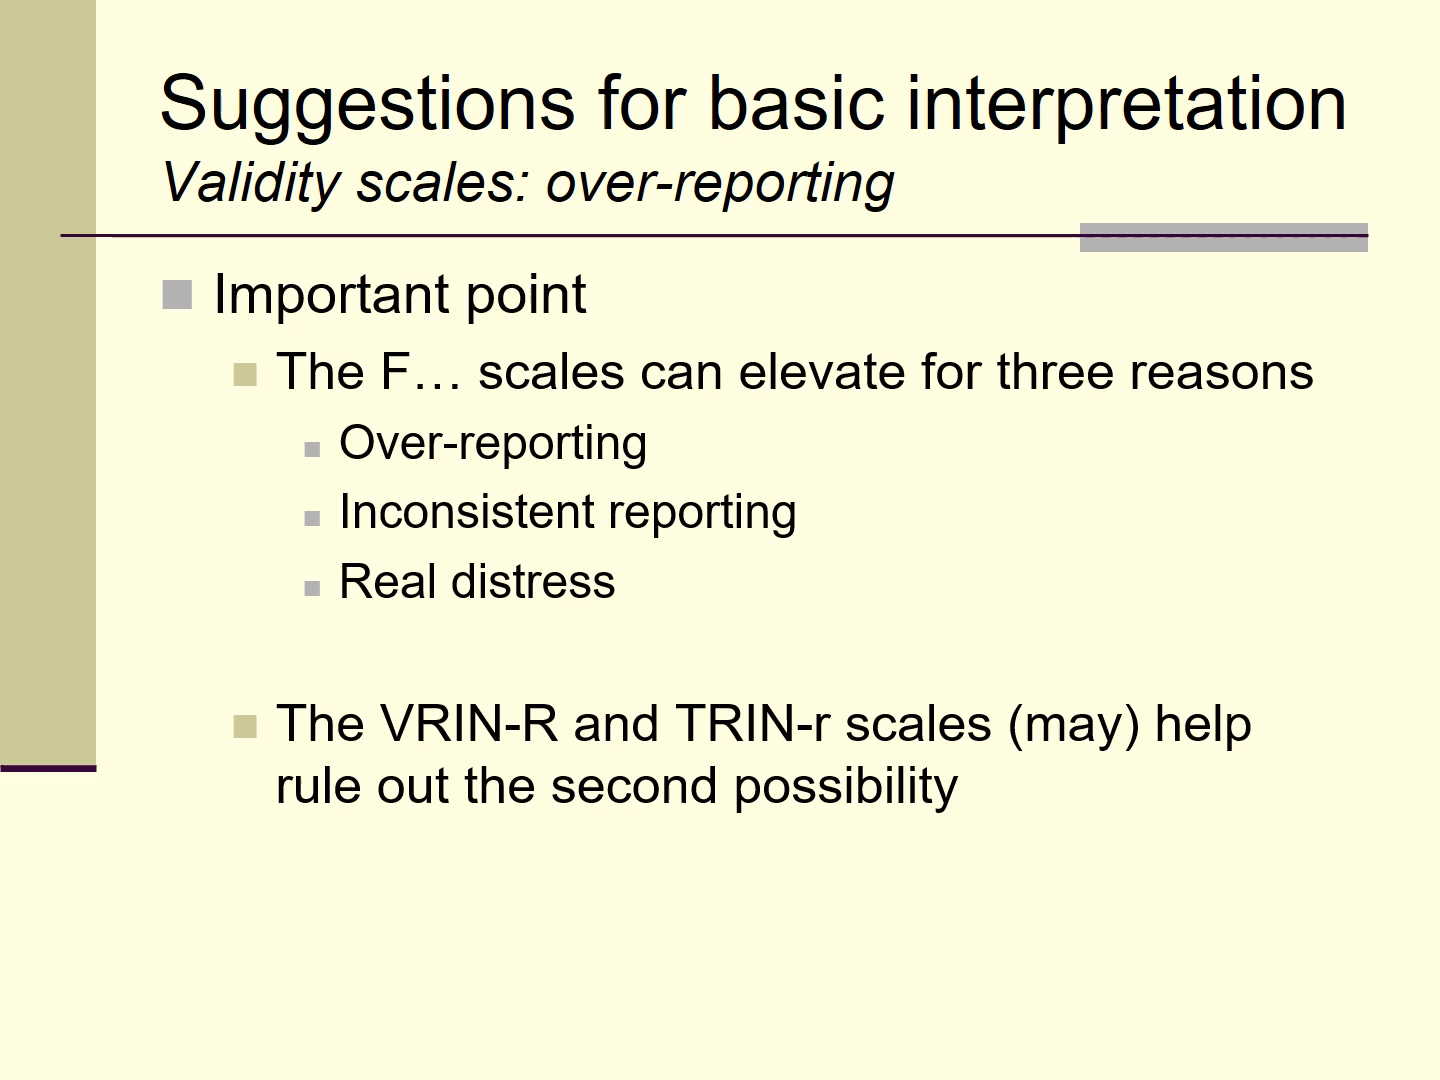 Suggestions for basic interpretation
Validity scales: over-reporting
Important point
The F… scales can elevate for three reasons
Over-reporting
Inconsistent reporting
Real distress
The VRIN-R and TRIN-r scales (may) help
rule out the second possibility